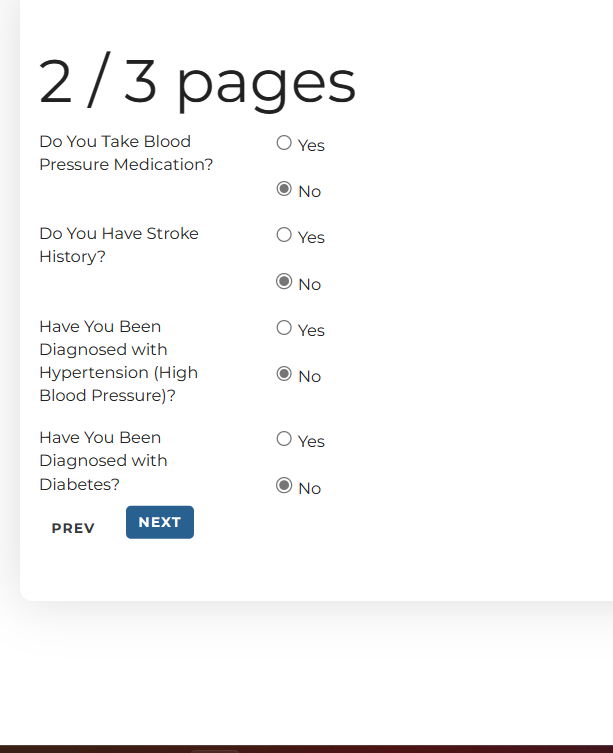 2 / 3 pages
Do You Take Blood
Pressure Medication?
Yes
No
Do You Have Stroke
History?
Yes
No
Have You Been
Diagnosed with
Hypertension (High
Blood Pressure)?
Yes
No
Have You Been
Diagnosed with
Diabetes?
Yes
No
PREV
NEXT